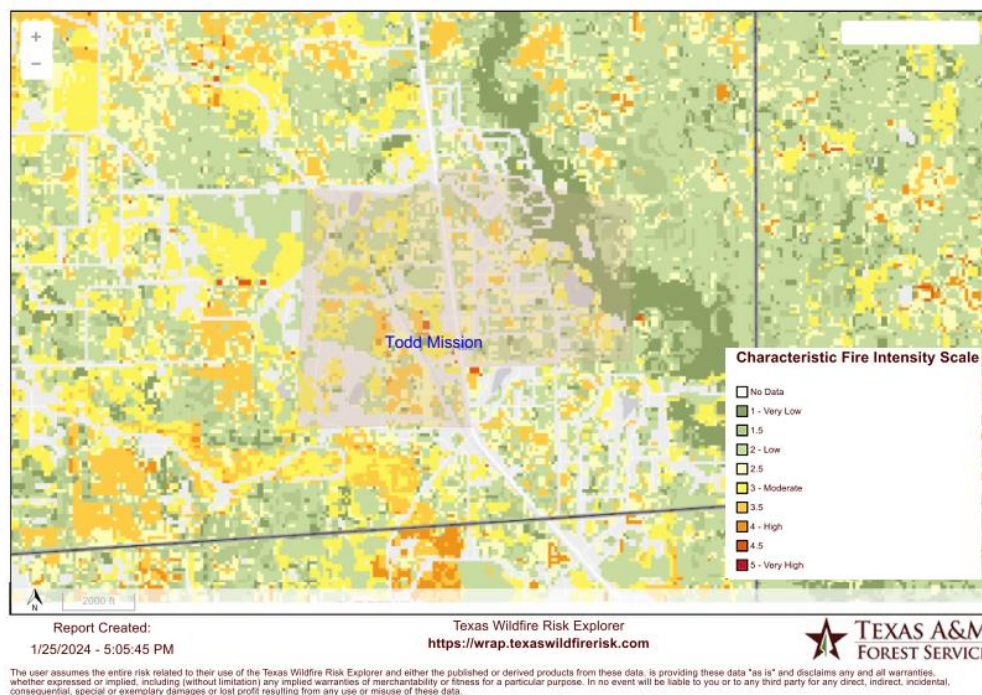 +
−
Todd Mission
Characteristic Fire Intensity Scale
No Data
1 - Very Low
1.5
2 - Low
2.5
3 - Moderate
3.5
4 - High
4.5
5 - Very High
N
2000 ft
Report Created:
1/25/2024 - 5:05:45 PM
Texas Wildfire Risk Explorer
https://wrap.texaswildfirerisk.com
TEXAS A&M
FOREST SERVICE
The user assumes the entire risk related to their use of the Texas Wildfire Risk Explorer and either the published or derived products from these data. is providing these data "as is" and disclaims any and all warranties,
whether expressed or implied, including (without limitation) any implied warranties of merchantability or fitness for a particular purpose. In no event will be liable to you or to any third party for any direct, indirect, incidental,
consequential, special or exemplary damages or lost profit resulting from any use or misuse of these data.